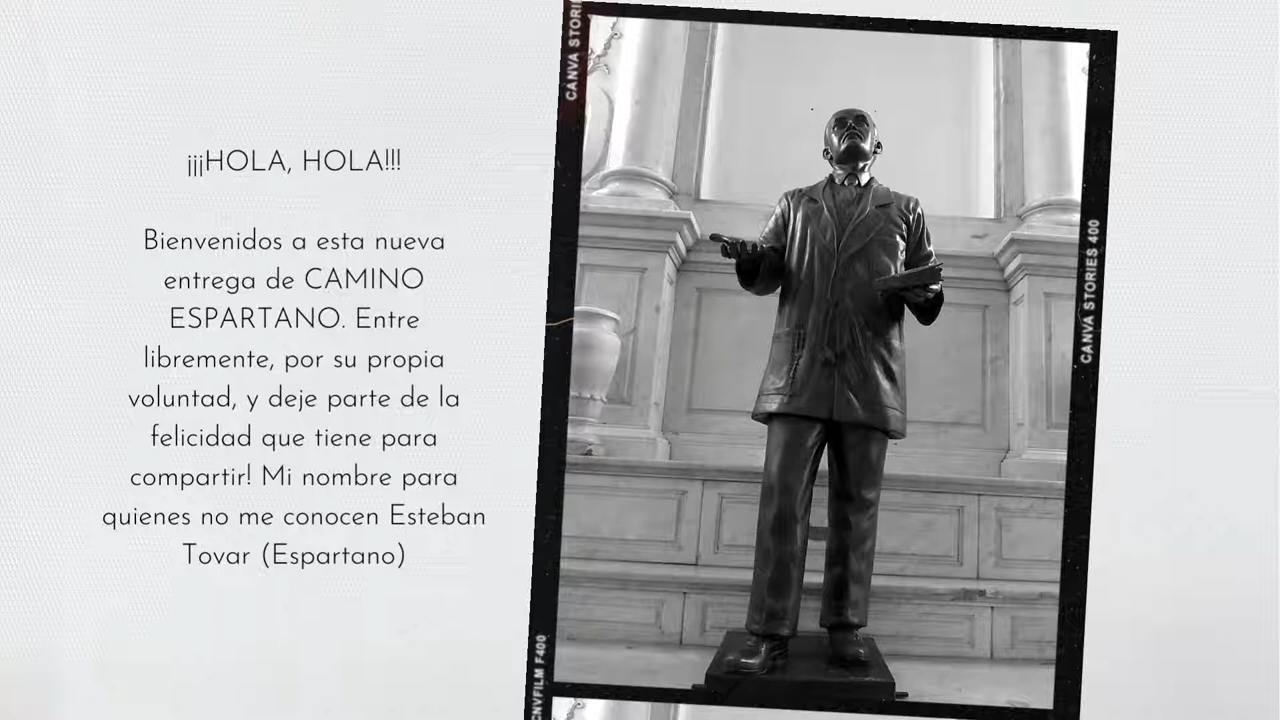 ¡¡¡HOLA, HOLA!!!
Bienvenidos a esta nueva
entrega de CAMINO
ESPARTANO. Entre
libremente, por su propia
voluntad, y deje parte de la
felicidad que tiene para
compartir! Mi nombre para
quienes no me conocen Esteban
Tovar (Espartano)
CANVA STORI
CANVA STORIES 400
CNVFILM F400